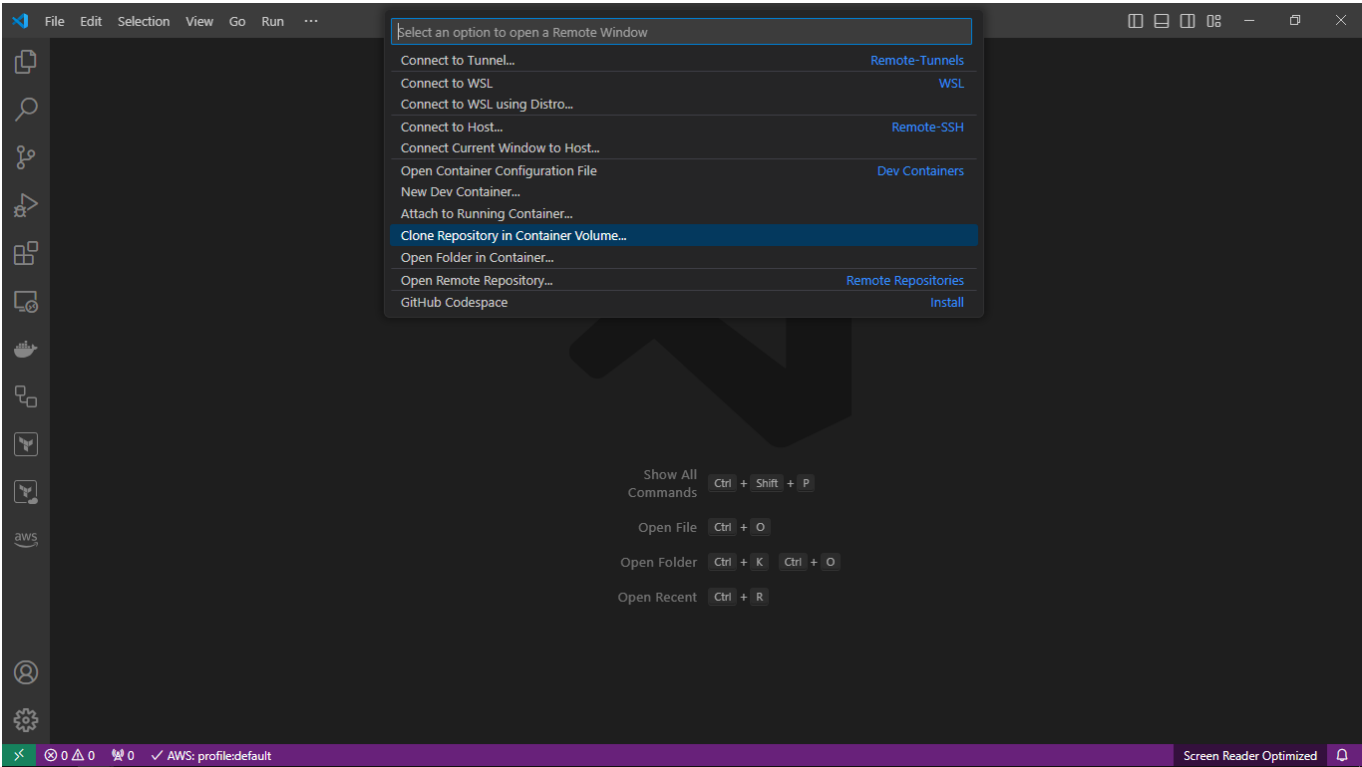 File Edit Selection View Go Run ...
Select an option to open a Remote Window
Connect to Tunnel... Remote-Tunnels
Connect to WSL WSL
Connect to WSL using Distro...
Connect to Host... Remote-SSH
Connect Current Window to Host...
Open Container Configuration File Dev Containers
New Dev Container...
Attach to Running Container...
Clone Repository in Container Volume...
Open Folder in Container...
Open Remote Repository... Remote Repositories
GitHub Codespace Install
Show All
Commands Ctrl + Shift + P
Open File Ctrl + O
Open Folder Ctrl + K Ctrl + O
Open Recent Ctrl + R
aws
0 0 0 AWS: profile:default Screen Reader Optimized